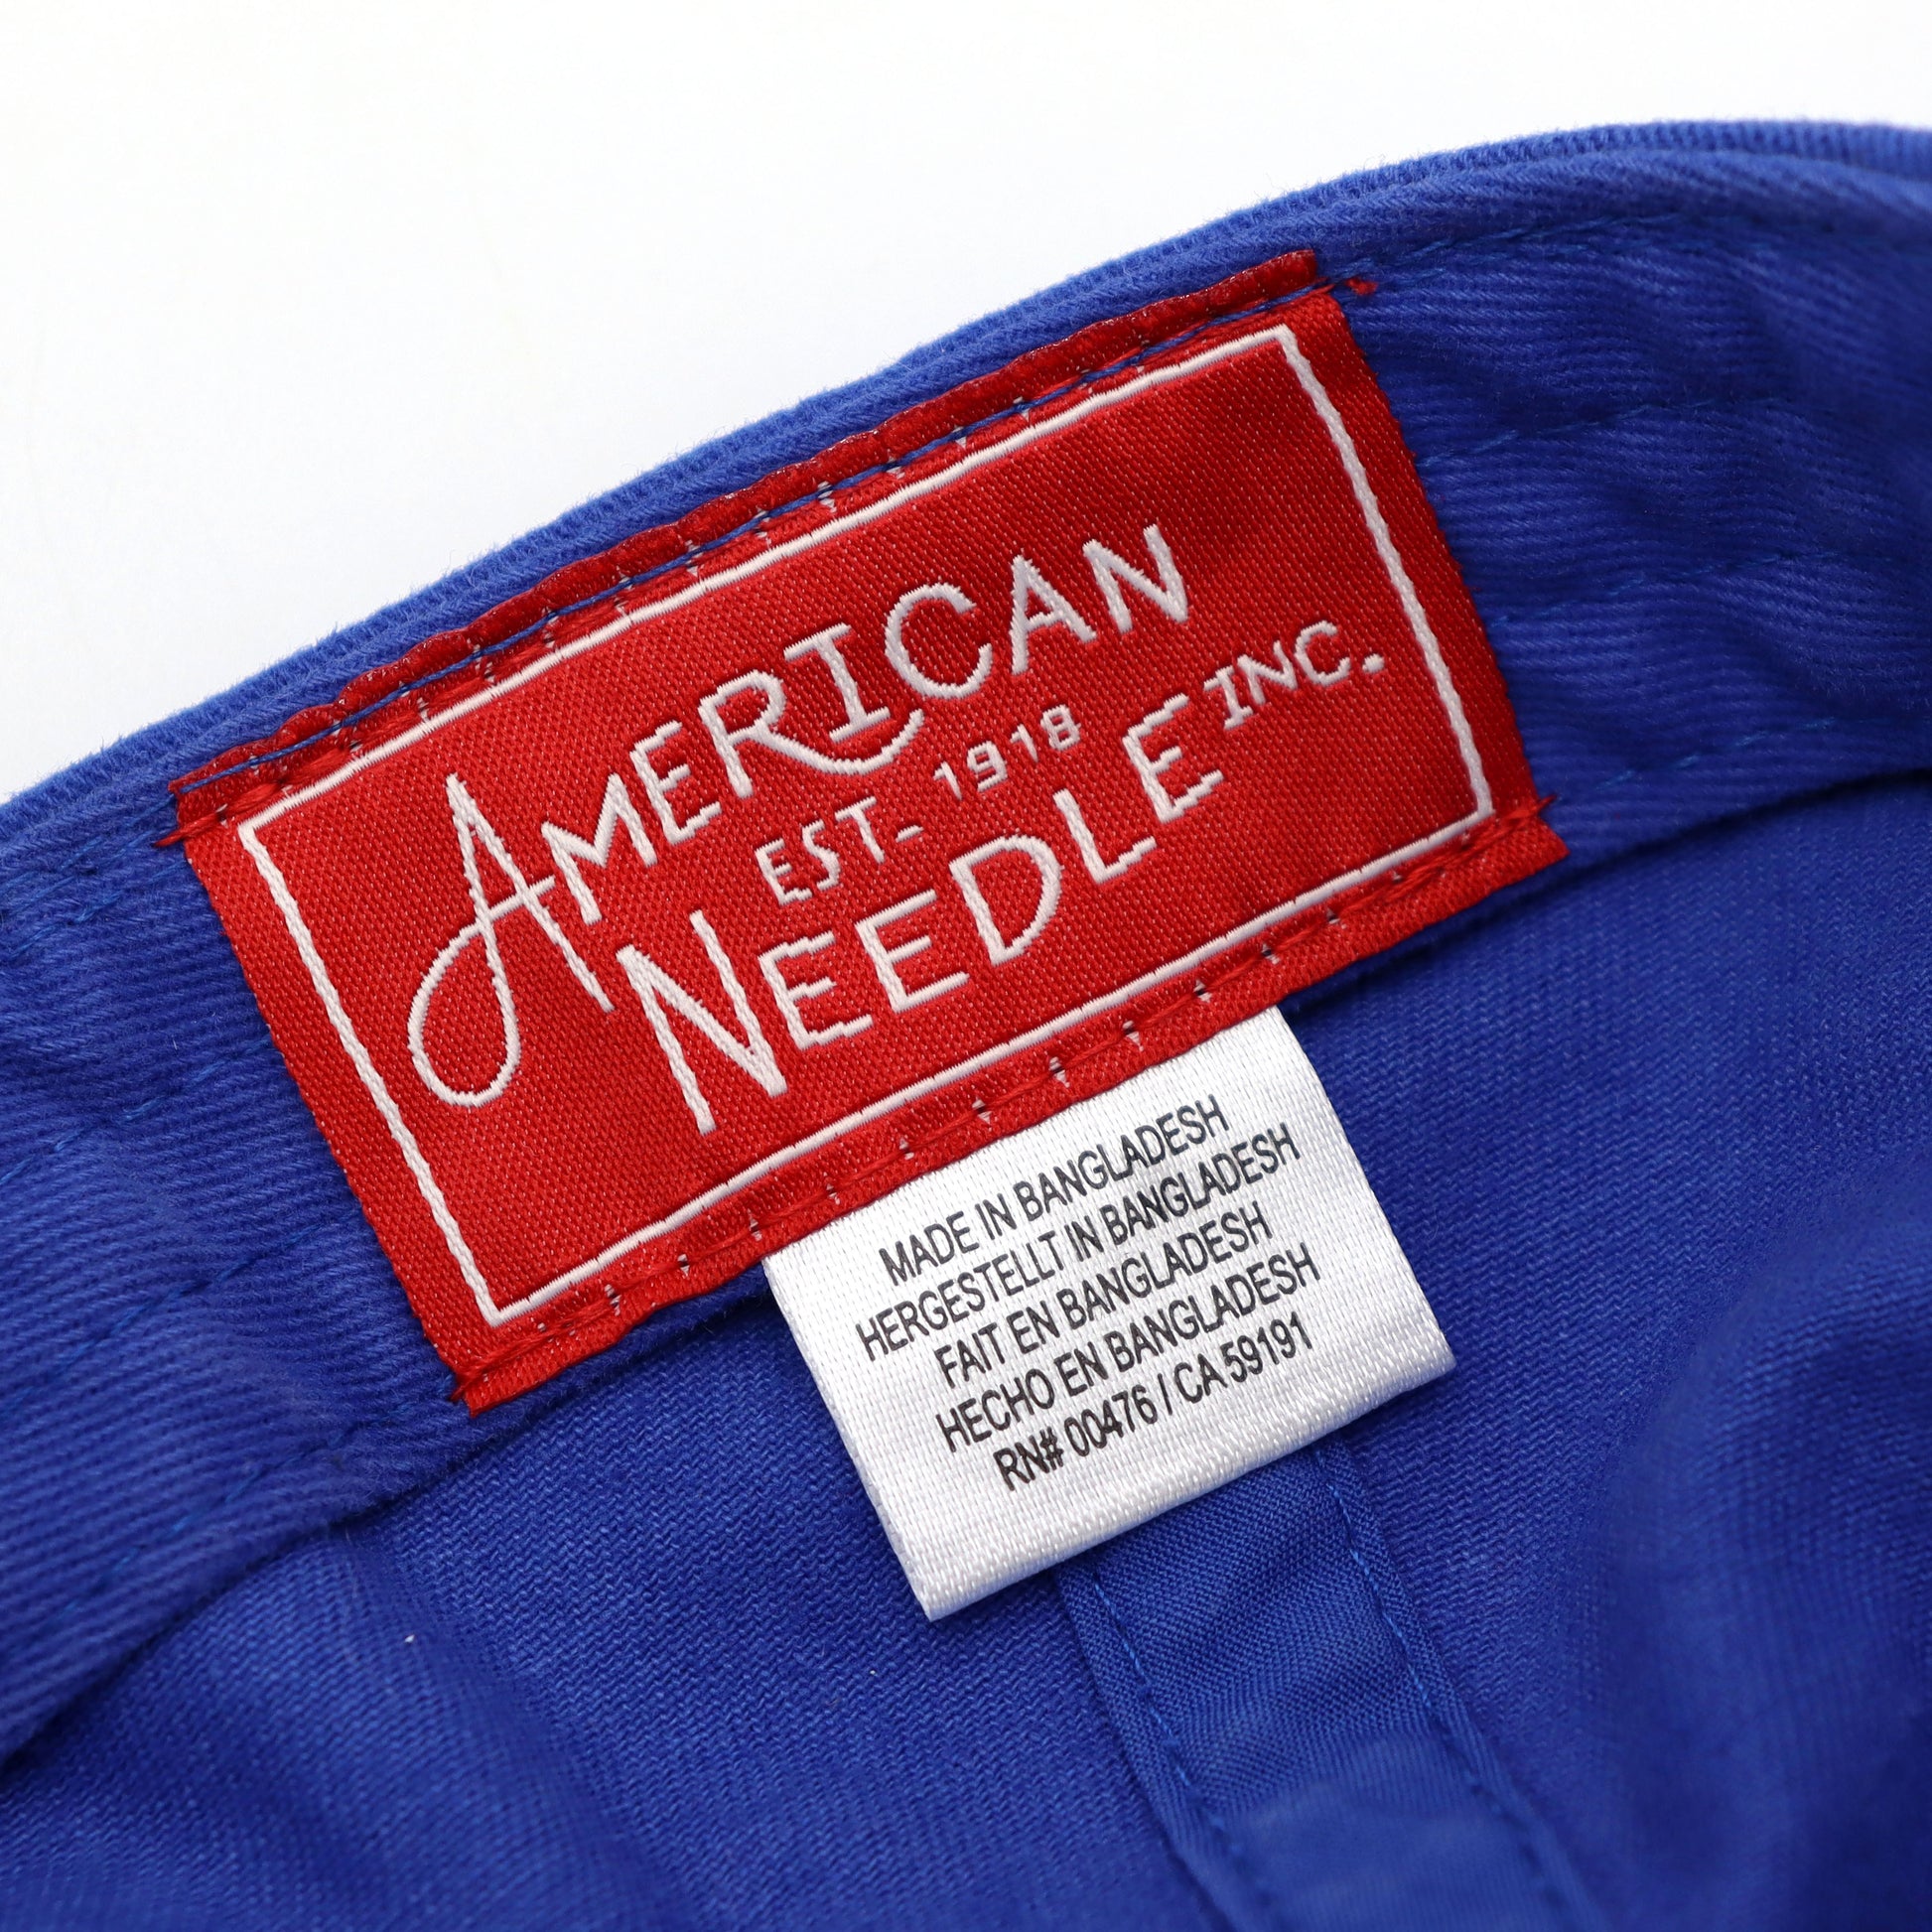 AMERICAN
EST- 1918
NEEDLE INC.
MADE IN BANGLADESH
HERGESTELLT IN BANGLADESH
FAIT EN BANGLADESH
HECHO EN BANGLADESH
RN# 00476 / CA 59191